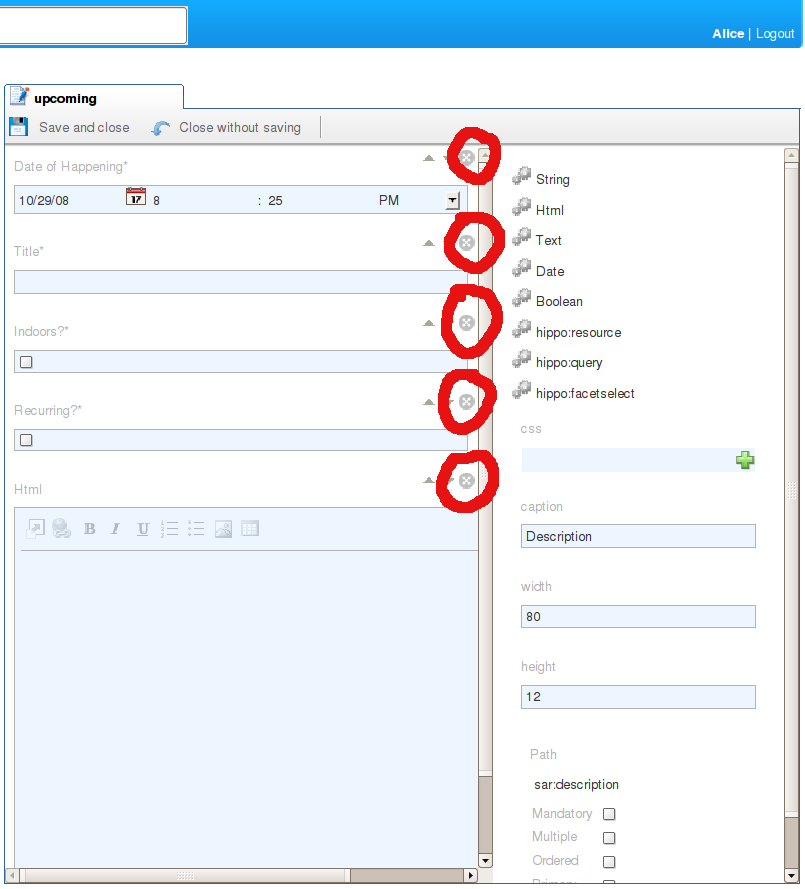 Alice | Logout
upcoming
Save and close Close without saving
Date of Happening*
10/29/08 17 8 : 25 PM
Title*
Indoors?*
Recurring?*
Html
B I U
String
Html
Text
Date
Boolean
hippo:resource
hippo:query
hippo:facetselect
css
caption
Description
width
80
height
12
Path
sar:description
Mandatory
Multiple
Ordered